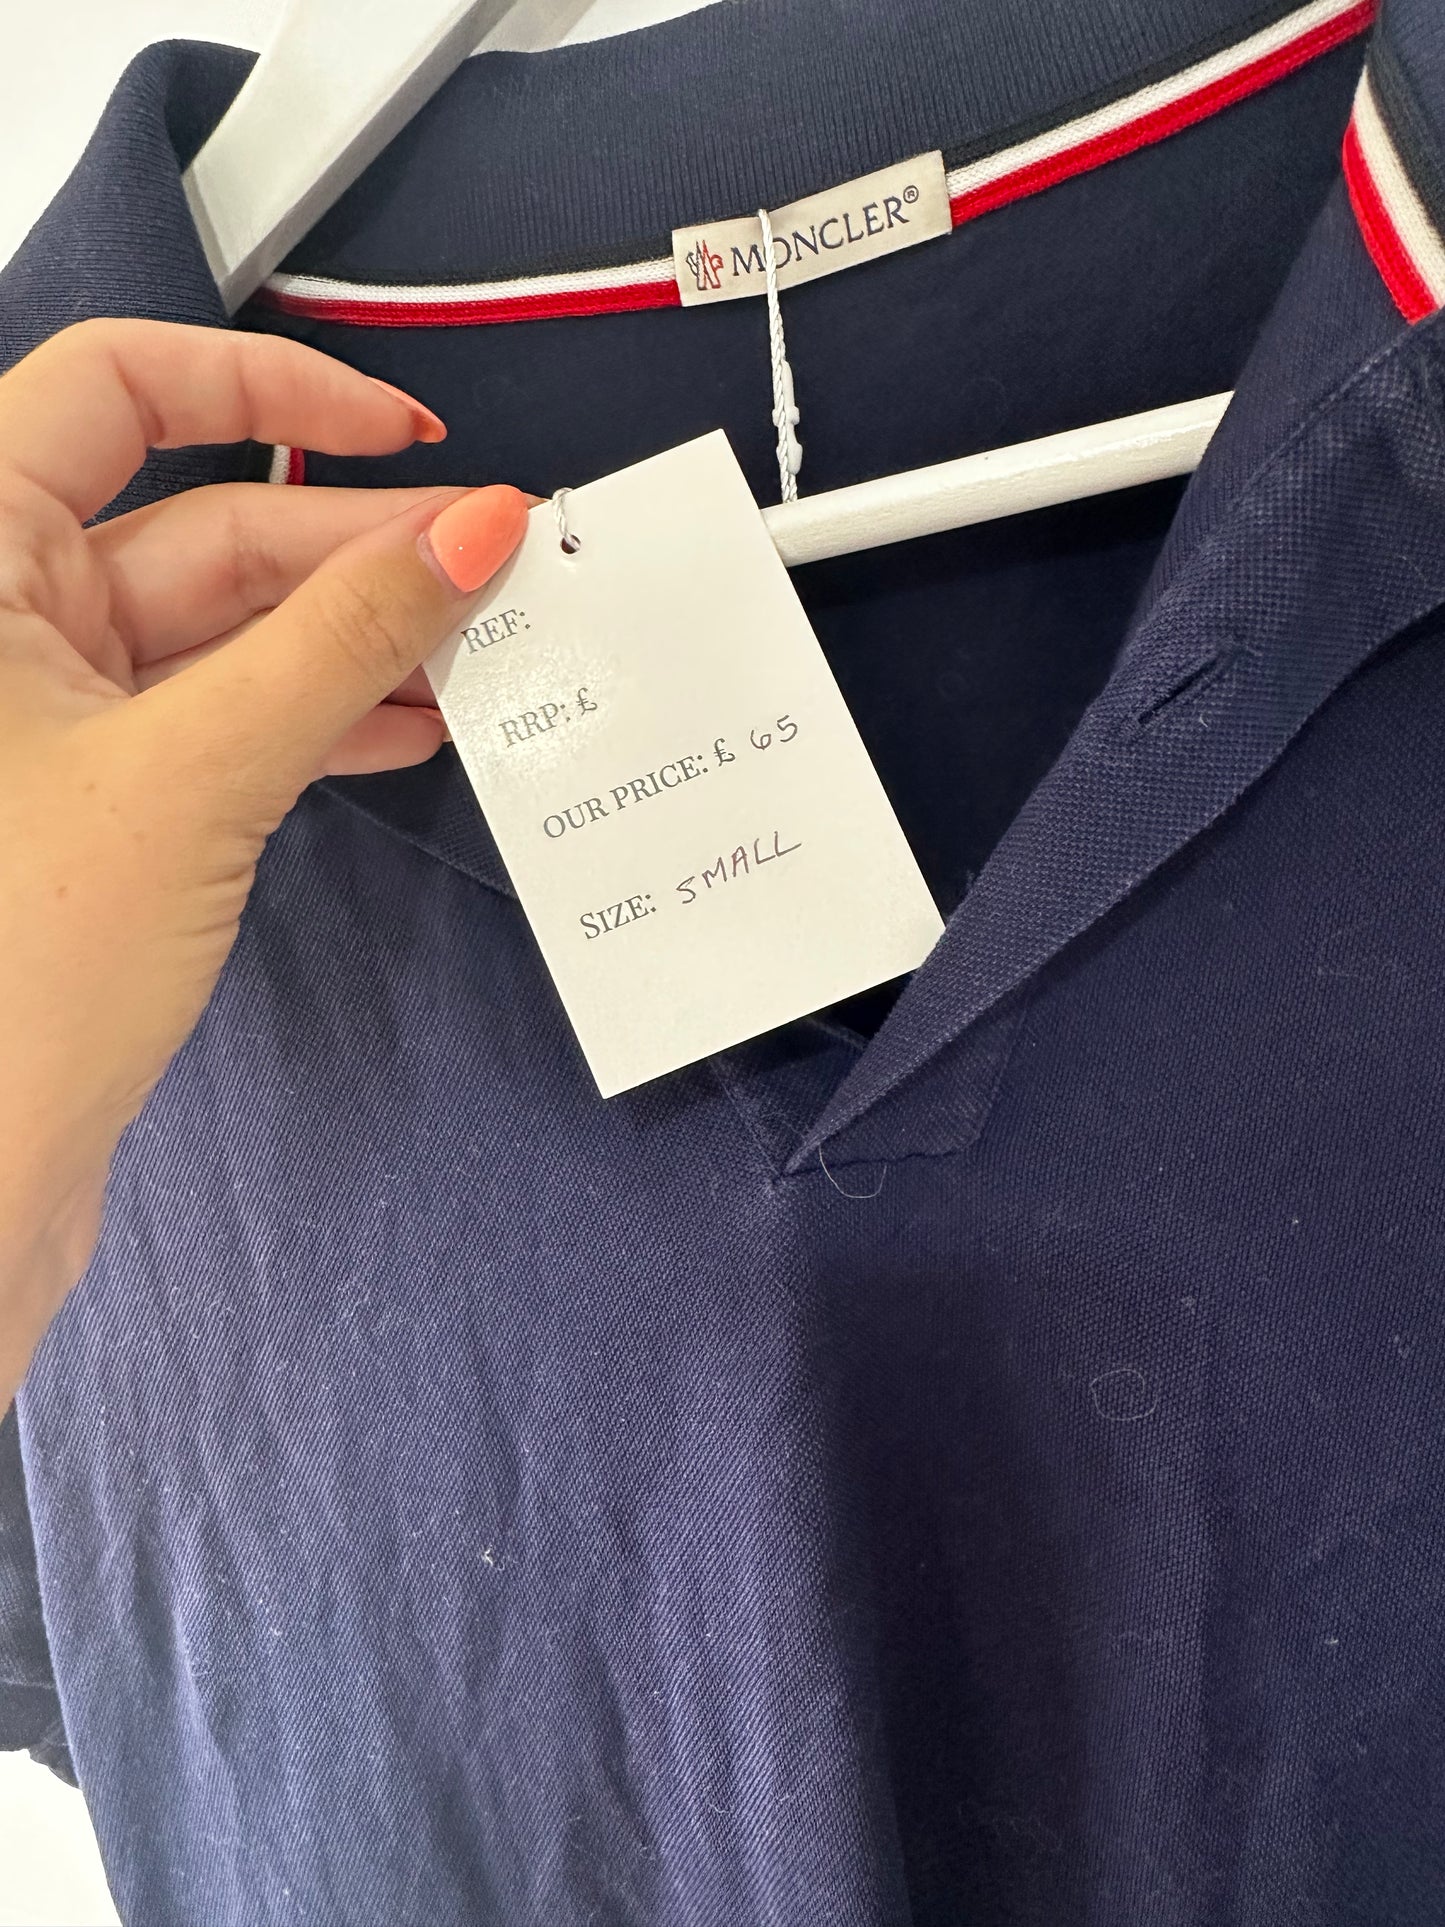 MONCLER®
REF:
RRP: £
OUR PRICE: £ 65
SIZE: SMALL